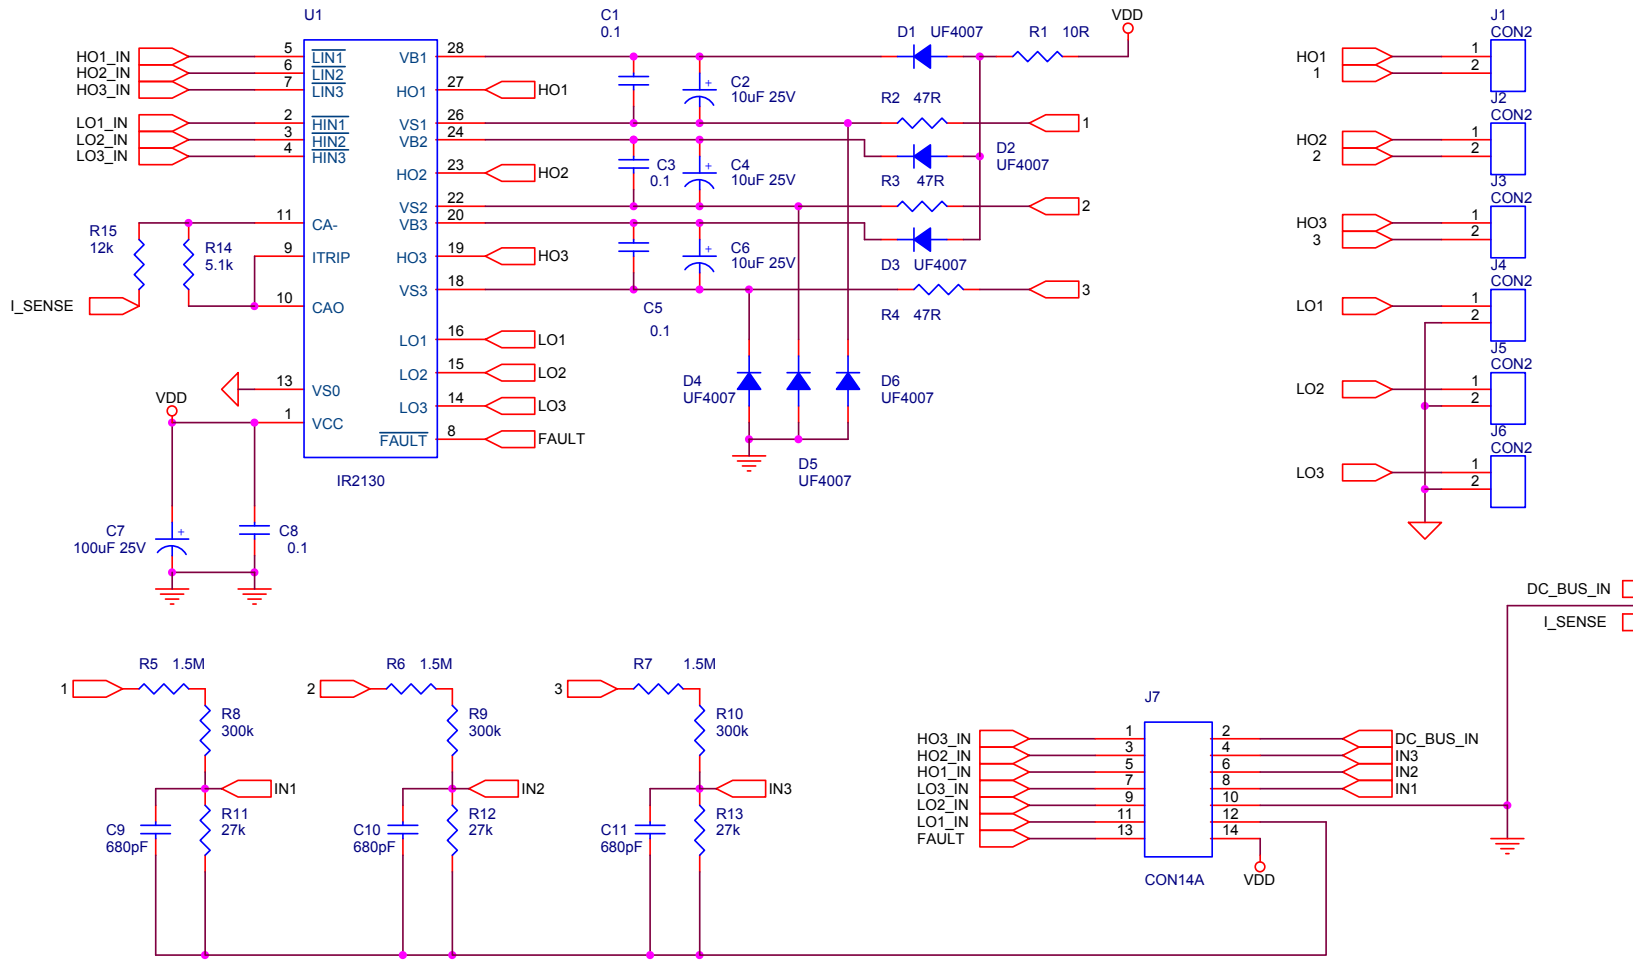 U1
C1
0.1
D1 UF4007
R1 10R
VDD
J1
CON2
HO1_IN 5 LIN1
HO2_IN 6 LIN2
HO3_IN 7 LIN3
LO1_IN 2 HIN1
LO2_IN 3 HIN2
LO3_IN 4 HIN3
11 CA-
9 ITRIP
10 CAO
R15
12k
R14
5.1k
I_SENSE
13 VS0
1 VCC
VDD
VB1 28
HO1 27 HO1
VS1 26
VB2 24
HO2 23 HO2
VS2 22
VB3 20
HO3 19 HO3
VS3 18
LO1 16 LO1
LO2 15 LO2
LO3 14 LO3
FAULT 8 FAULT
IR2130
C2
+
10uF 25V
R2 47R
1
D2
UF4007
C3
0.1
C4
+
10uF 25V
R3 47R
2
C6
+
10uF 25V
D3 UF4007
3
C5
0.1
R4 47R
D4
UF4007
D6
UF4007
D5
UF4007
C7
+
100uF 25V
C8
0.1
HO1 1
1 2
J2
CON2
HO2 1
2 2
J3
CON2
HO3 1
3 2
J4
CON2
LO1 1
2
J5
CON2
LO2 1
2
J6
CON2
LO3 1
2
DC_BUS_IN
I_SENSE
R5 1.5M
1
R8
300k
IN1
R11
27k
C9
680pF
R6 1.5M
2
R9
300k
IN2
R12
27k
C10
680pF
R7 1.5M
3
R10
300k
IN3
R13
27k
C11
680pF
J7
HO3_IN 1 2 DC_BUS_IN
HO2_IN 3 4 IN3
HO1_IN 5 6 IN2
LO3_IN 7 8 IN1
LO2_IN 9 10
LO1_IN 11 12
FAULT 13 14
CON14A
VDD